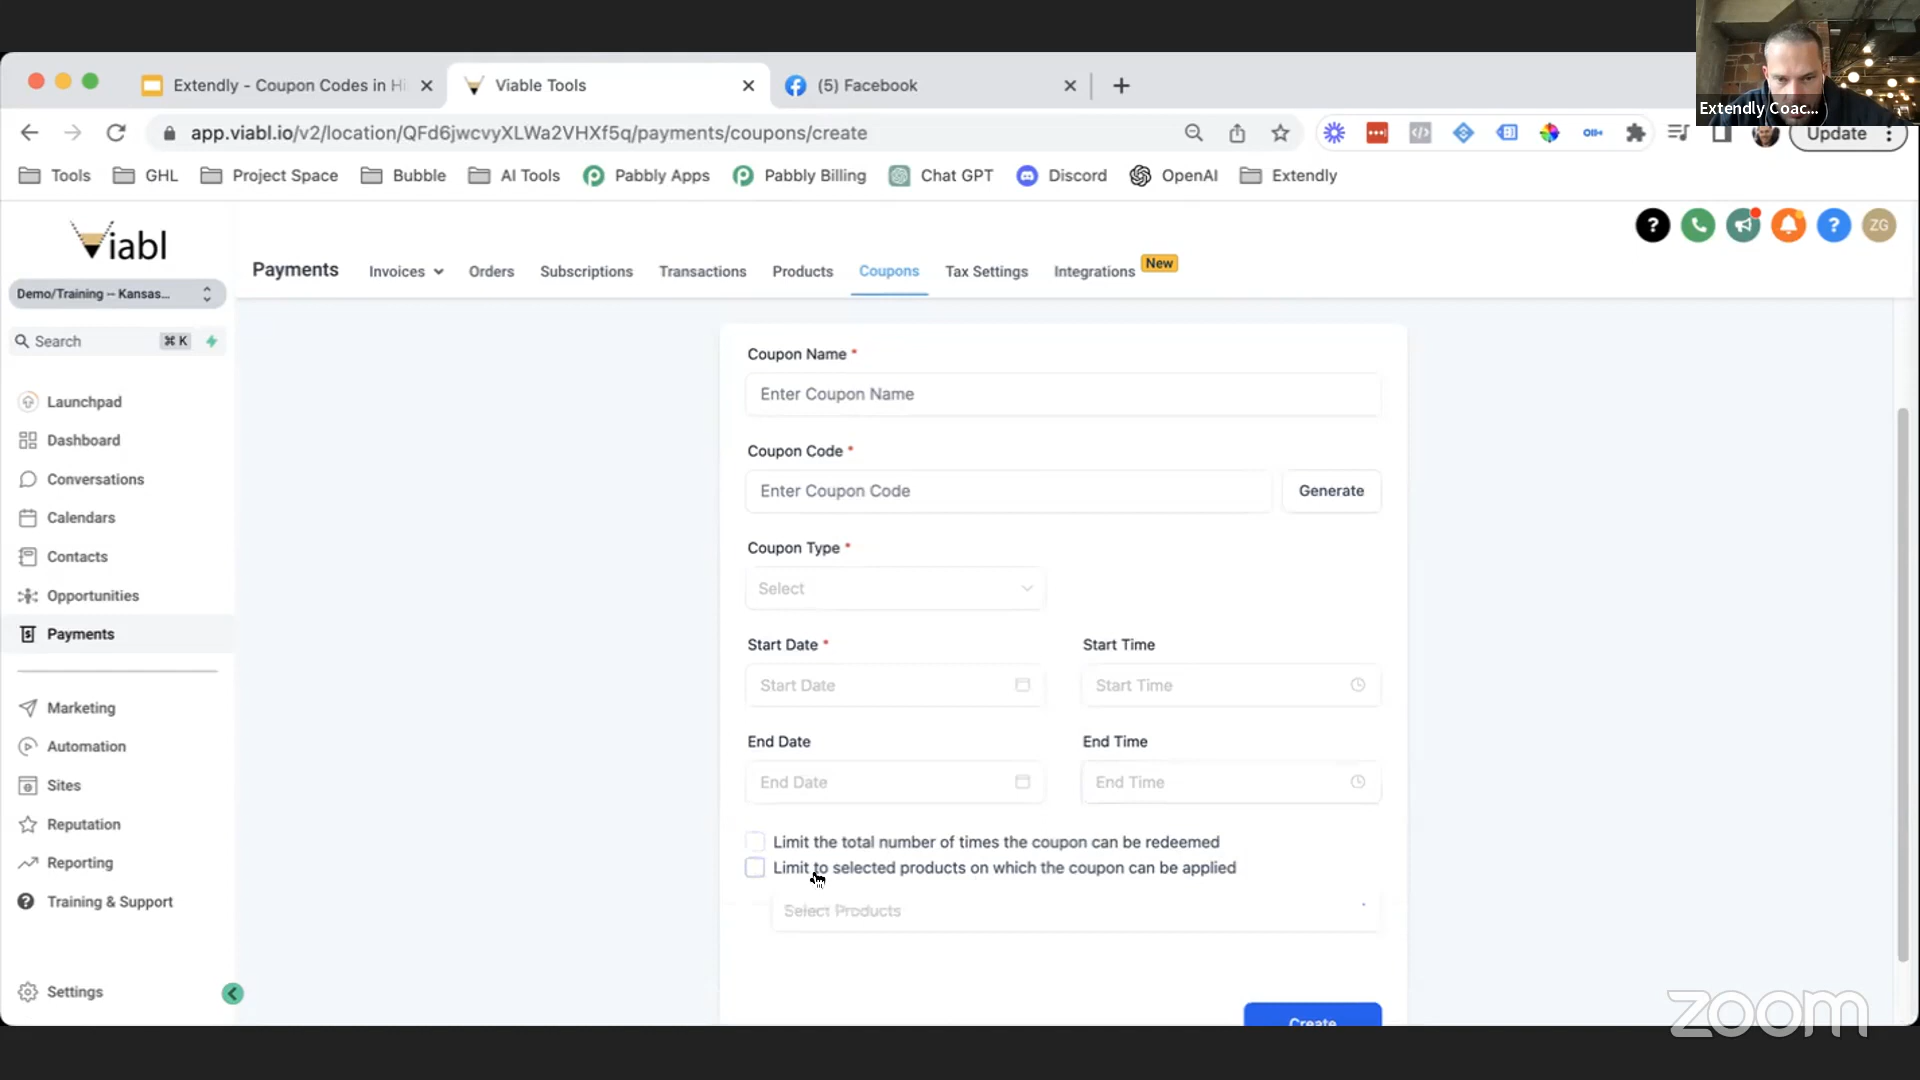 Extendly - Coupon Codes in Hi
Viable Tools
(5) Facebook
Extendly Coac...
app.viabl.io/v2/location/QFd6jwcvyXLWa2VHXf5q/payments/coupons/create
Update
Tools
GHL
Project Space
Bubble
AI Tools
Pabbly Apps
Pabbly Billing
Chat GPT
Discord
OpenAI
Extendly
Viabl
ZG
Payments
Invoices
Orders
Subscriptions
Transactions
Products
Coupons
Tax Settings
Integrations
New
Demo/Training -- Kansas...
Search
⌘ K
Launchpad
Dashboard
Conversations
Calendars
Contacts
Opportunities
Payments
Marketing
Automation
Sites
Reputation
Reporting
Training & Support
Settings
Coupon Name *
Enter Coupon Name
Coupon Code *
Enter Coupon Code
Generate
Coupon Type *
Select
Start Date *
Start Time
Start Date
Start Time
End Date
End Time
End Date
End Time
Limit the total number of times the coupon can be redeemed
Limit to selected products on which the coupon can be applied
Select Products
Create
zoom